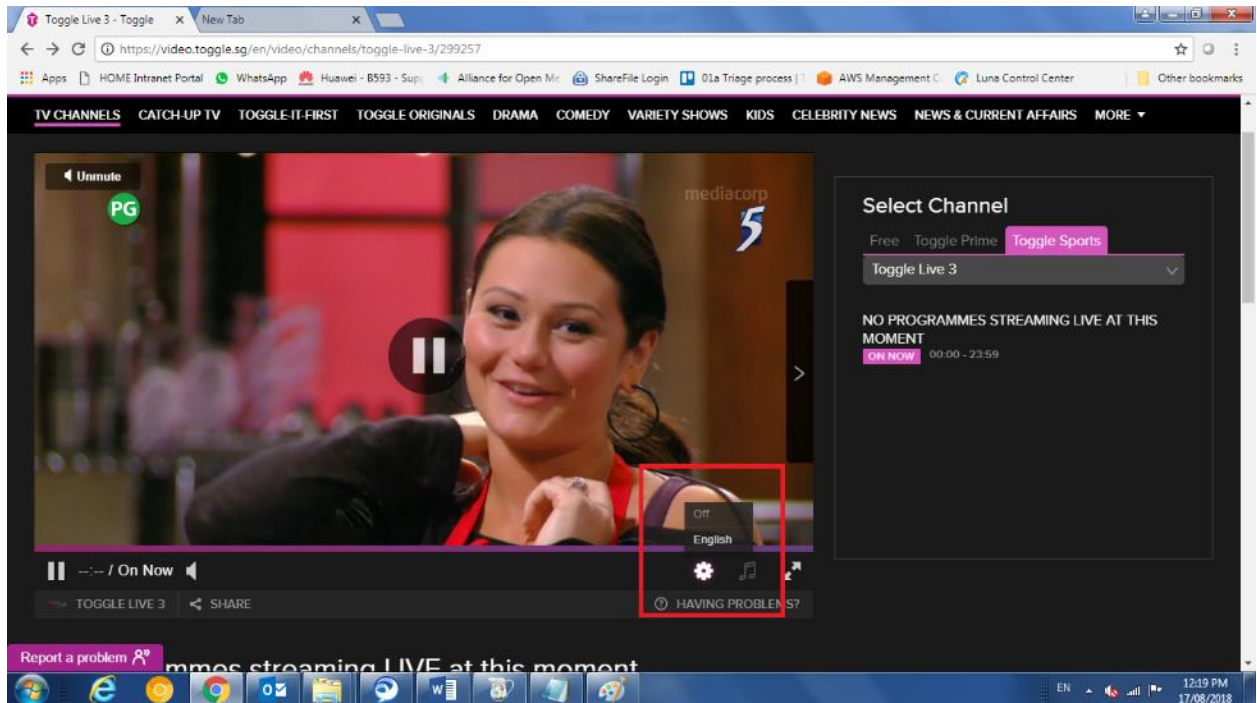 Toggle Live 3 - Toggle
New Tab
https://video.toggle.sg/en/video/channels/toggle-live-3/299257
Apps HOME Intranet Portal WhatsApp Huawei - B593 - Sup Alliance for Open Me ShareFile Login 01a Triage process | AWS Management C Luna Control Center Other bookmarks
TV CHANNELS CATCH-UP TV TOGGLE-IT-FIRST TOGGLE ORIGINALS DRAMA COMEDY VARIETY SHOWS KIDS CELEBRITY NEWS NEWS & CURRENT AFFAIRS MORE
Unmute
PG
mediacorp
5
Off
English
--:-- / On Now
TOGGLE LIVE 3 SHARE HAVING PROBLEMS?
Select Channel
Free Toggle Prime Toggle Sports
Toggle Live 3
NO PROGRAMMES STREAMING LIVE AT THIS
MOMENT
ON NOW 00:00 - 23:59
Report a problem
mmes streaming LIVE at this moment
EN
12:19 PM
17/08/2018